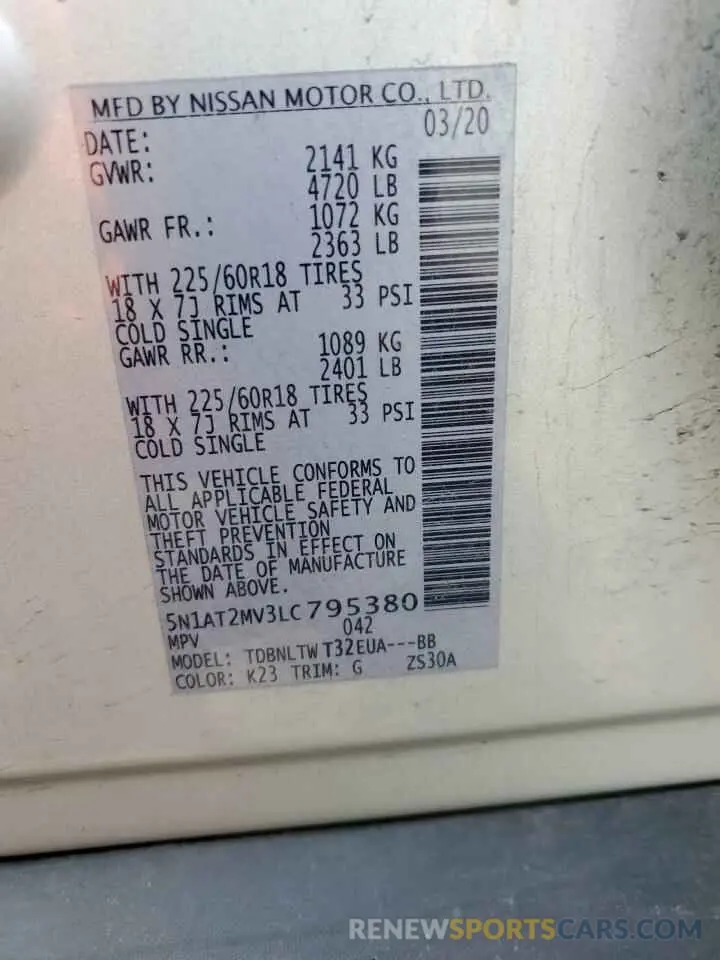 MFD BY NISSAN MOTOR CO., LTD.
DATE: 03/20
GVWR: 2141 KG
4720 LB
GAWR FR.: 1072 KG
2363 LB
WITH 225/60R18 TIRES
18 X 7J RIMS AT 33 PSI
COLD SINGLE
GAWR RR.: 1089 KG
2401 LB
WITH 225/60R18 TIRES
18 X 7J RIMS AT 33 PSI
COLD SINGLE
THIS VEHICLE CONFORMS TO
ALL APPLICABLE FEDERAL
MOTOR VEHICLE SAFETY AND
THEFT PREVENTION
STANDARDS IN EFFECT ON
THE DATE OF MANUFACTURE
SHOWN ABOVE.
5N1AT2MV3LC795380
MPV 042
MODEL: TDBNLTWT32EUA---BB
COLOR: K23 TRIM: G ZS30A
RENEWSPORTSCARS.COM